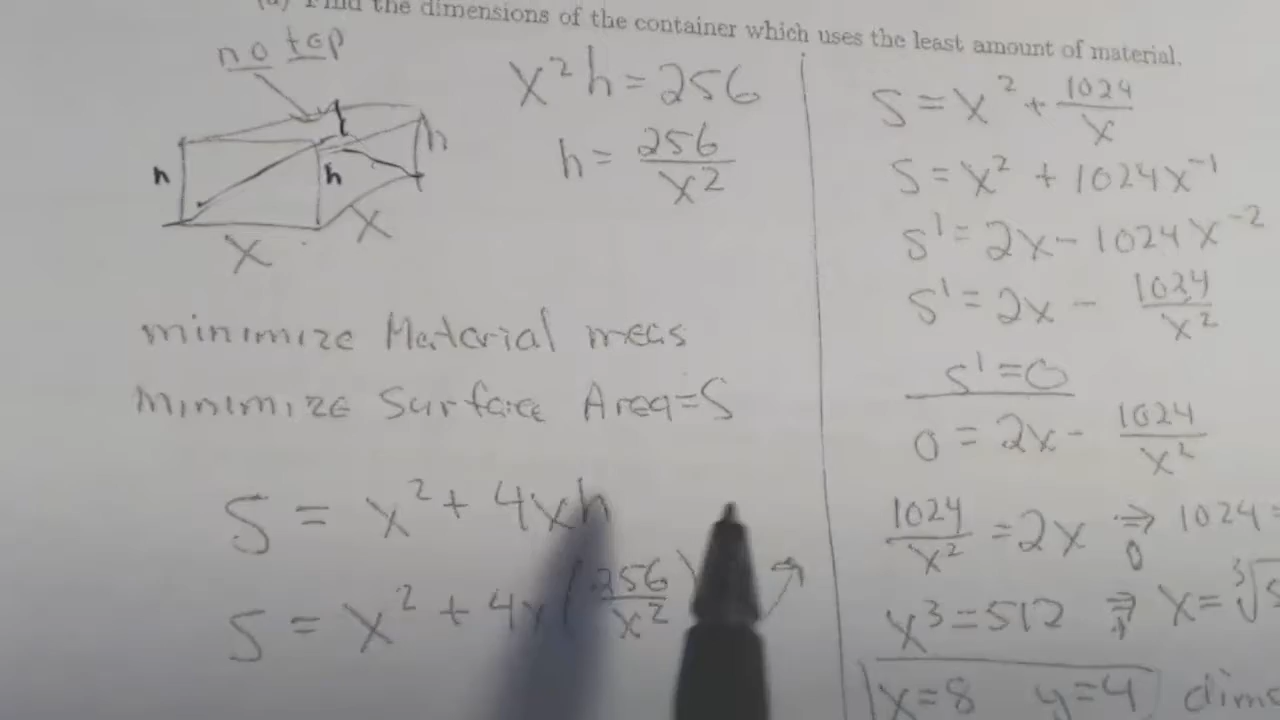 Find the dimensions of the container which uses the least amount of material.
no top
h
h
h
x
x
x²h = 256
h = 256/x²
minimize Material means
minimize Surface Area = S
S = x² + 4xh
S = x² + 4x(256/x²)
S = x² + 1024/x
S = x² + 1024x⁻¹
S' = 2x - 1024x⁻²
S' = 2x - 1024/x²
S' = 0
0 = 2x - 1024/x²
1024/x² = 2x ⇒ 1024 =
x³ = 512 ⇒ x = ∛
x = 8 y = 4